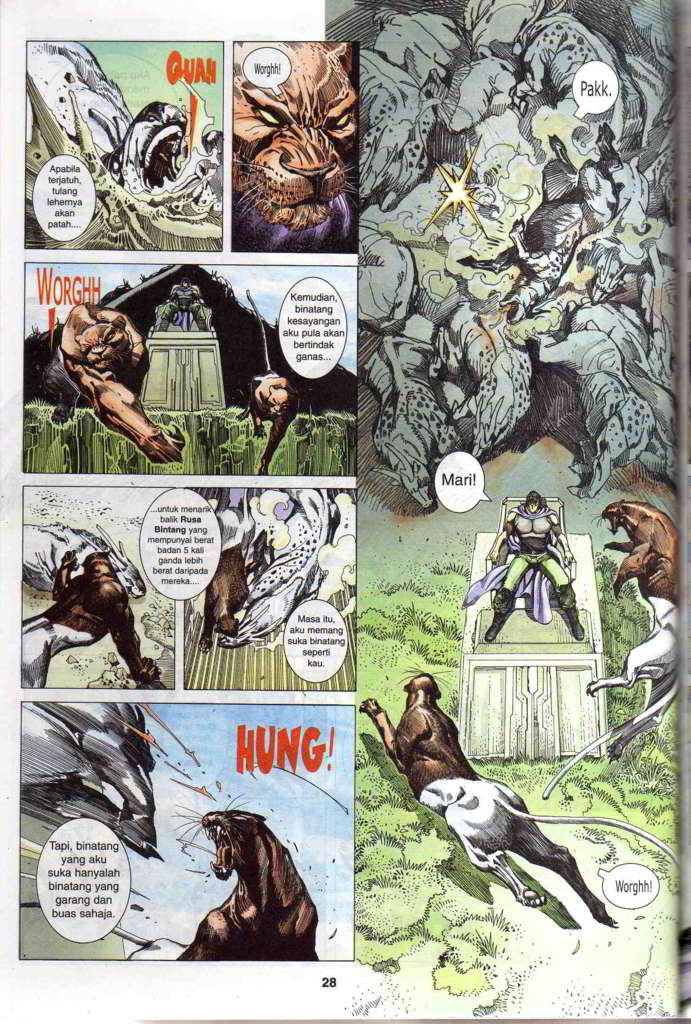 QUAH
!
Apabila
terjatuh,
tulang
lehernya
akan
patah....
Worghh!
WORGHH
!
Kemudian,
binatang
kesayangan
aku pula akan
bertindak
ganas...
...untuk menarik
balik Rusa
Bintang yang
mempunyai berat
badan 5 kali
ganda lebih
berat daripada
mereka....
Masa itu,
aku memang
suka binatang
seperti
kau.
HUNG!
Tapi, binatang
yang aku
suka hanyalah
binatang yang
garang dan
buas sahaja.
Pakk.
Mari!
Worghh!
28